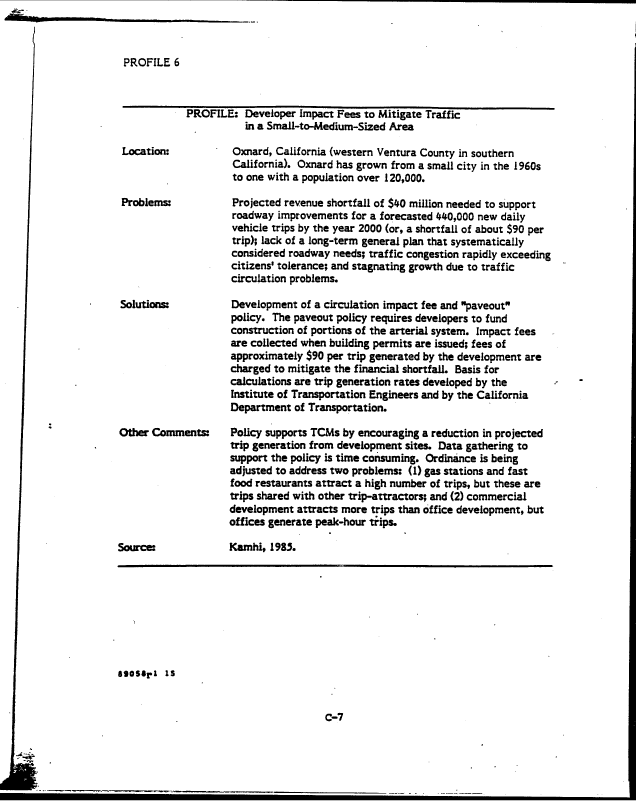 PROFILE 6
PROFILE: Developer Impact Fees to Mitigate Traffic
in a Small-to-Medium-Sized Area
Location: Oxnard, California (western Ventura County in southern
California). Oxnard has grown from a small city in the 1960s
to one with a population over 120,000.
Problems: Projected revenue shortfall of $40 million needed to support
roadway improvements for a forecasted 440,000 new daily
vehicle trips by the year 2000 (or, a shortfall of about $90 per
trip); lack of a long-term general plan that systematically
considered roadway needs; traffic congestion rapidly exceeding
citizens' tolerance; and stagnating growth due to traffic
circulation problems.
Solutions: Development of a circulation impact fee and "paveout"
policy. The paveout policy requires developers to fund
construction of portions of the arterial system. Impact fees
are collected when building permits are issued; fees of
approximately $90 per trip generated by the development are
charged to mitigate the financial shortfall. Basis for
calculations are trip generation rates developed by the
Institute of Transportation Engineers and by the California
Department of Transportation.
Other Comments: Policy supports TCMs by encouraging a reduction in projected
trip generation from development sites. Data gathering to
support the policy is time consuming. Ordinance is being
adjusted to address two problems: (1) gas stations and fast
food restaurants attract a high number of trips, but these are
trips shared with other trip-attractors; and (2) commercial
development attracts more trips than office development, but
offices generate peak-hour trips.
Source: Kamhi, 1985.
89058r1 15
C-7